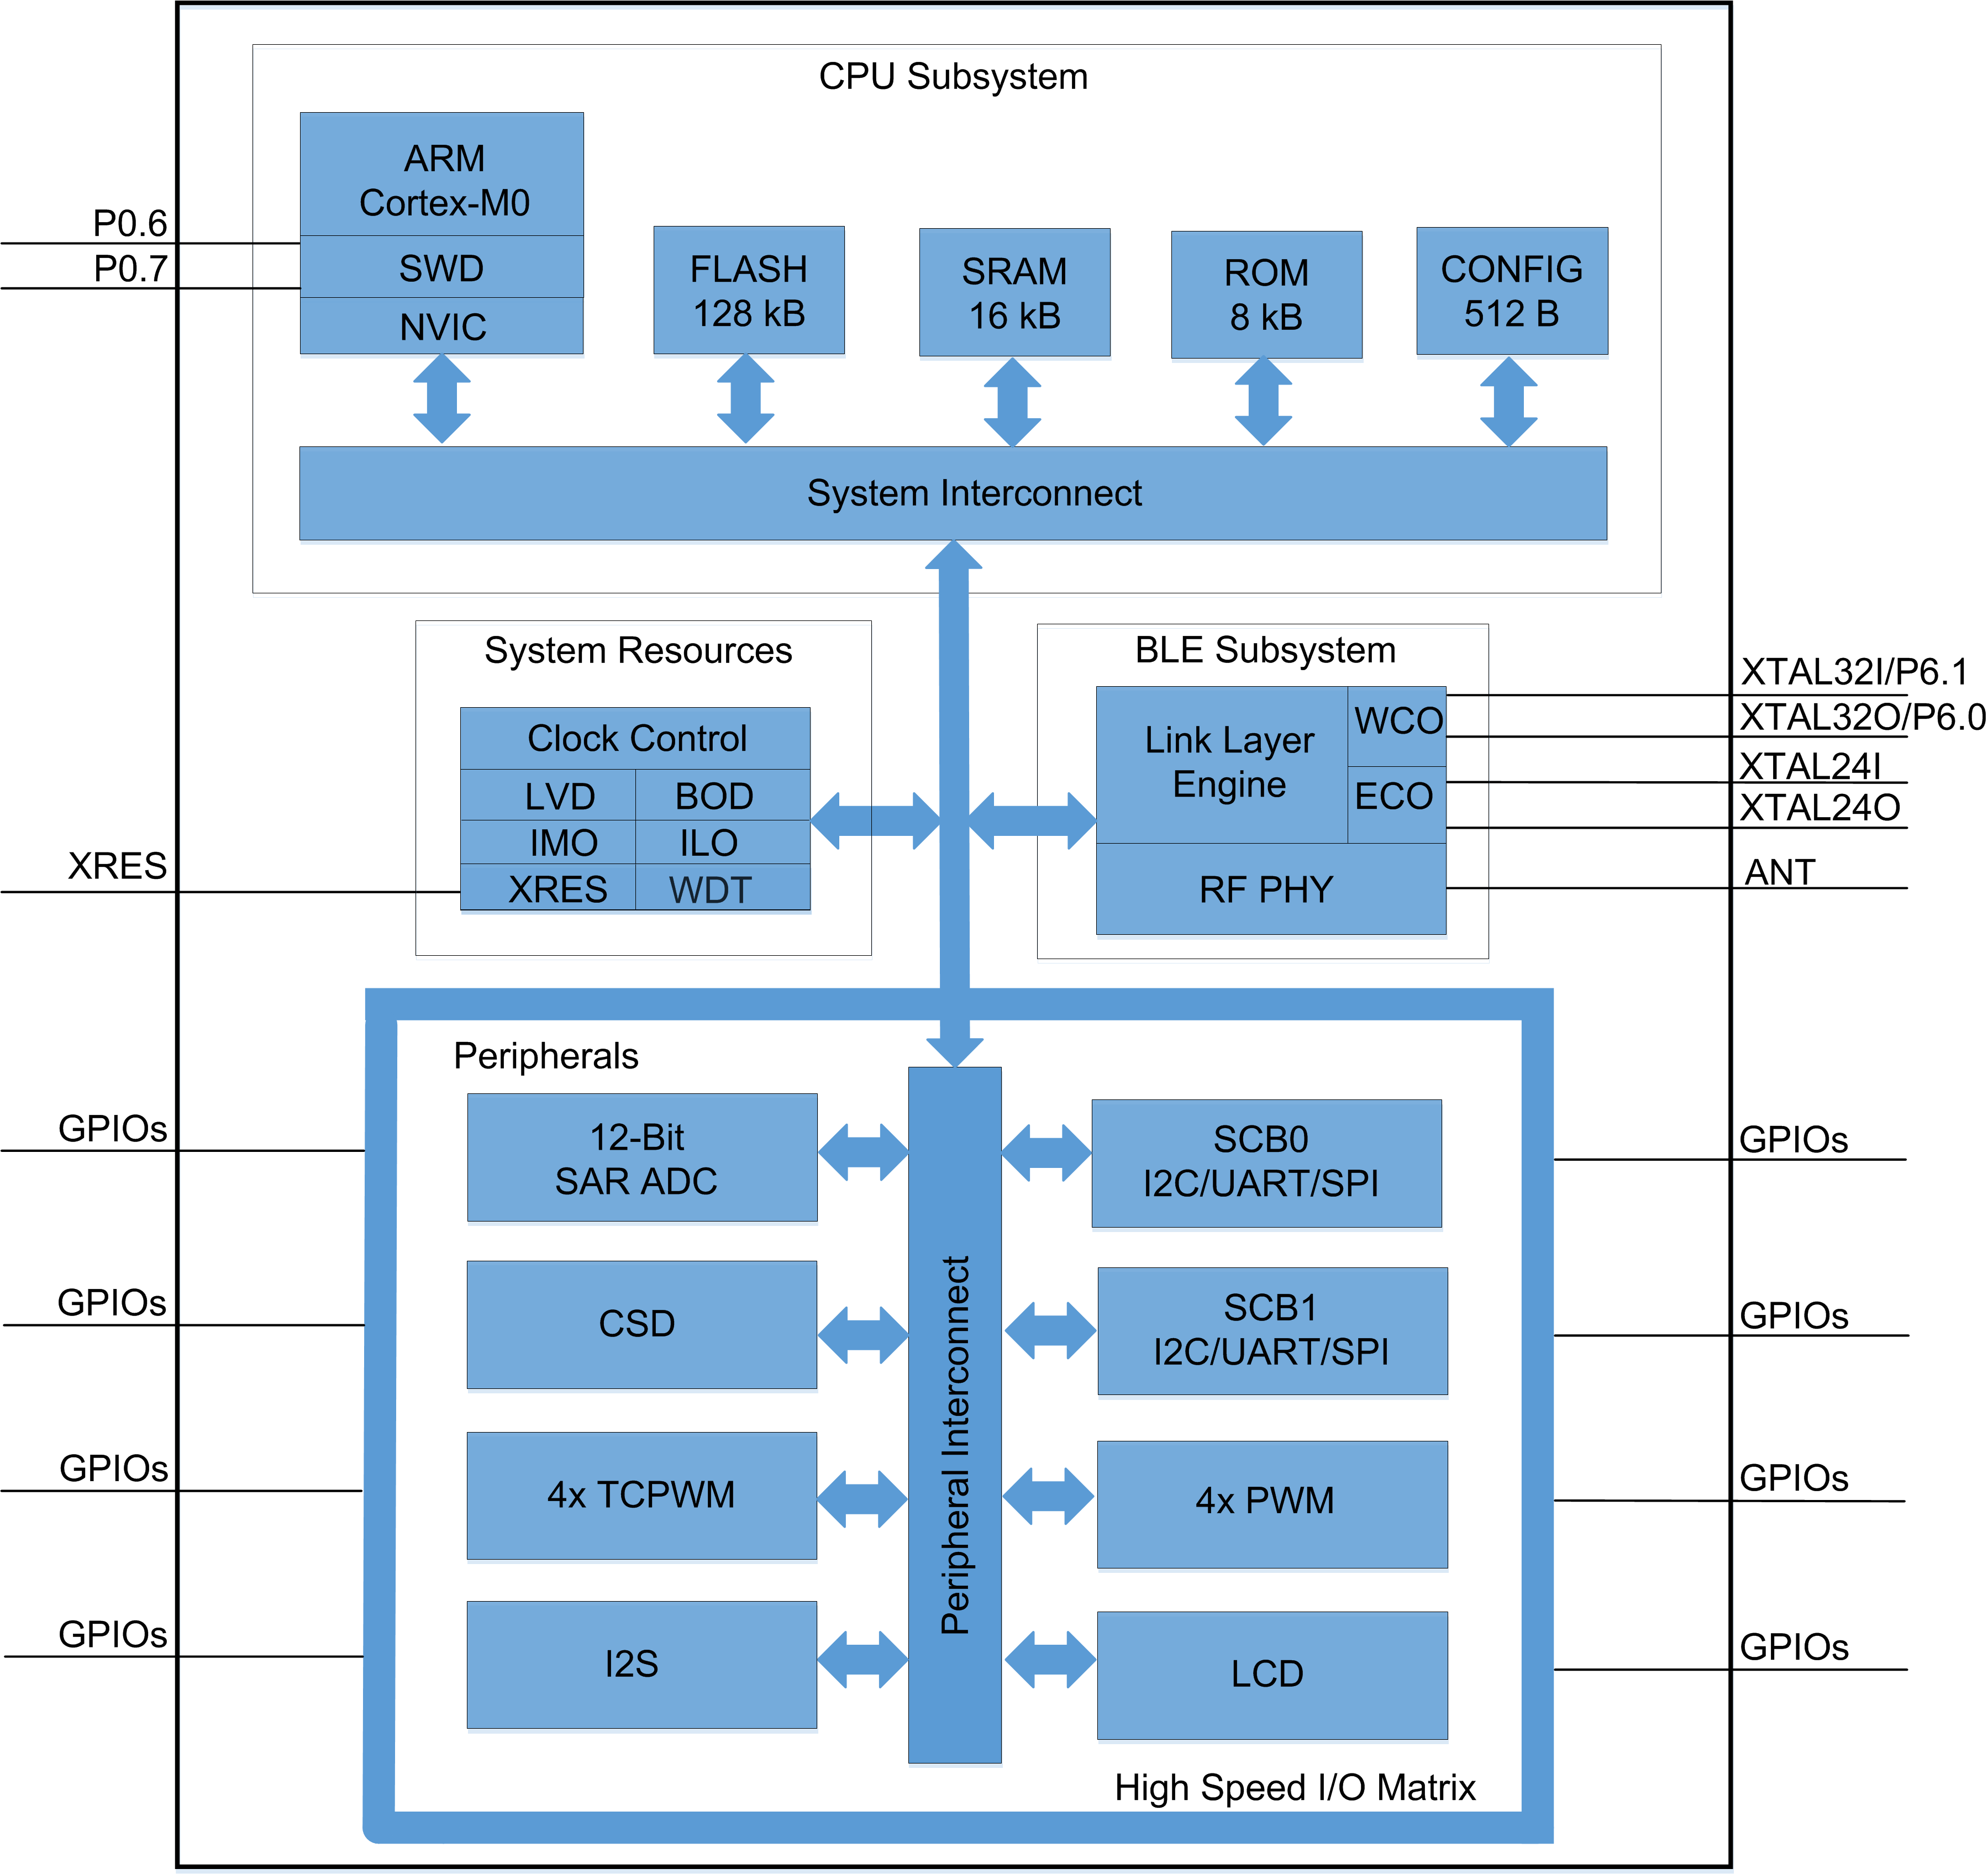 CPU Subsystem
ARM
Cortex-M0
SWD
NVIC
P0.6
P0.7
FLASH
128 kB
SRAM
16 kB
ROM
8 kB
CONFIG
512 B
System Interconnect
System Resources
Clock Control
LVD
BOD
IMO
ILO
XRES
WDT
XRES
BLE Subsystem
Link Layer
Engine
WCO
ECO
RF PHY
XTAL32I/P6.1
XTAL32O/P6.0
XTAL24I
XTAL24O
ANT
Peripherals
GPIOs
12-Bit
SAR ADC
SCB0
I2C/UART/SPI
GPIOs
GPIOs
CSD
Peripheral Interconnect
SCB1
I2C/UART/SPI
GPIOs
GPIOs
4x TCPWM
4x PWM
GPIOs
GPIOs
I2S
LCD
GPIOs
High Speed I/O Matrix